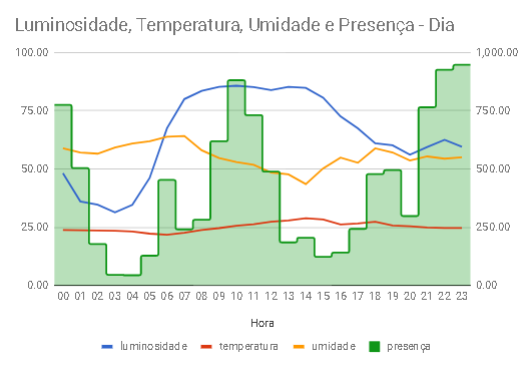 Luminosidade, Temperatura, Umidade e Presença - Dia
100.00 1,000.00
75.00 750.00
50.00 500.00
25.00 250.00
0.00 0.00
00 01 02 03 04 05 06 07 08 09 10 11 12 13 14 15 16 17 18 19 20 21 22 23
Hora
luminosidade temperatura umidade presença